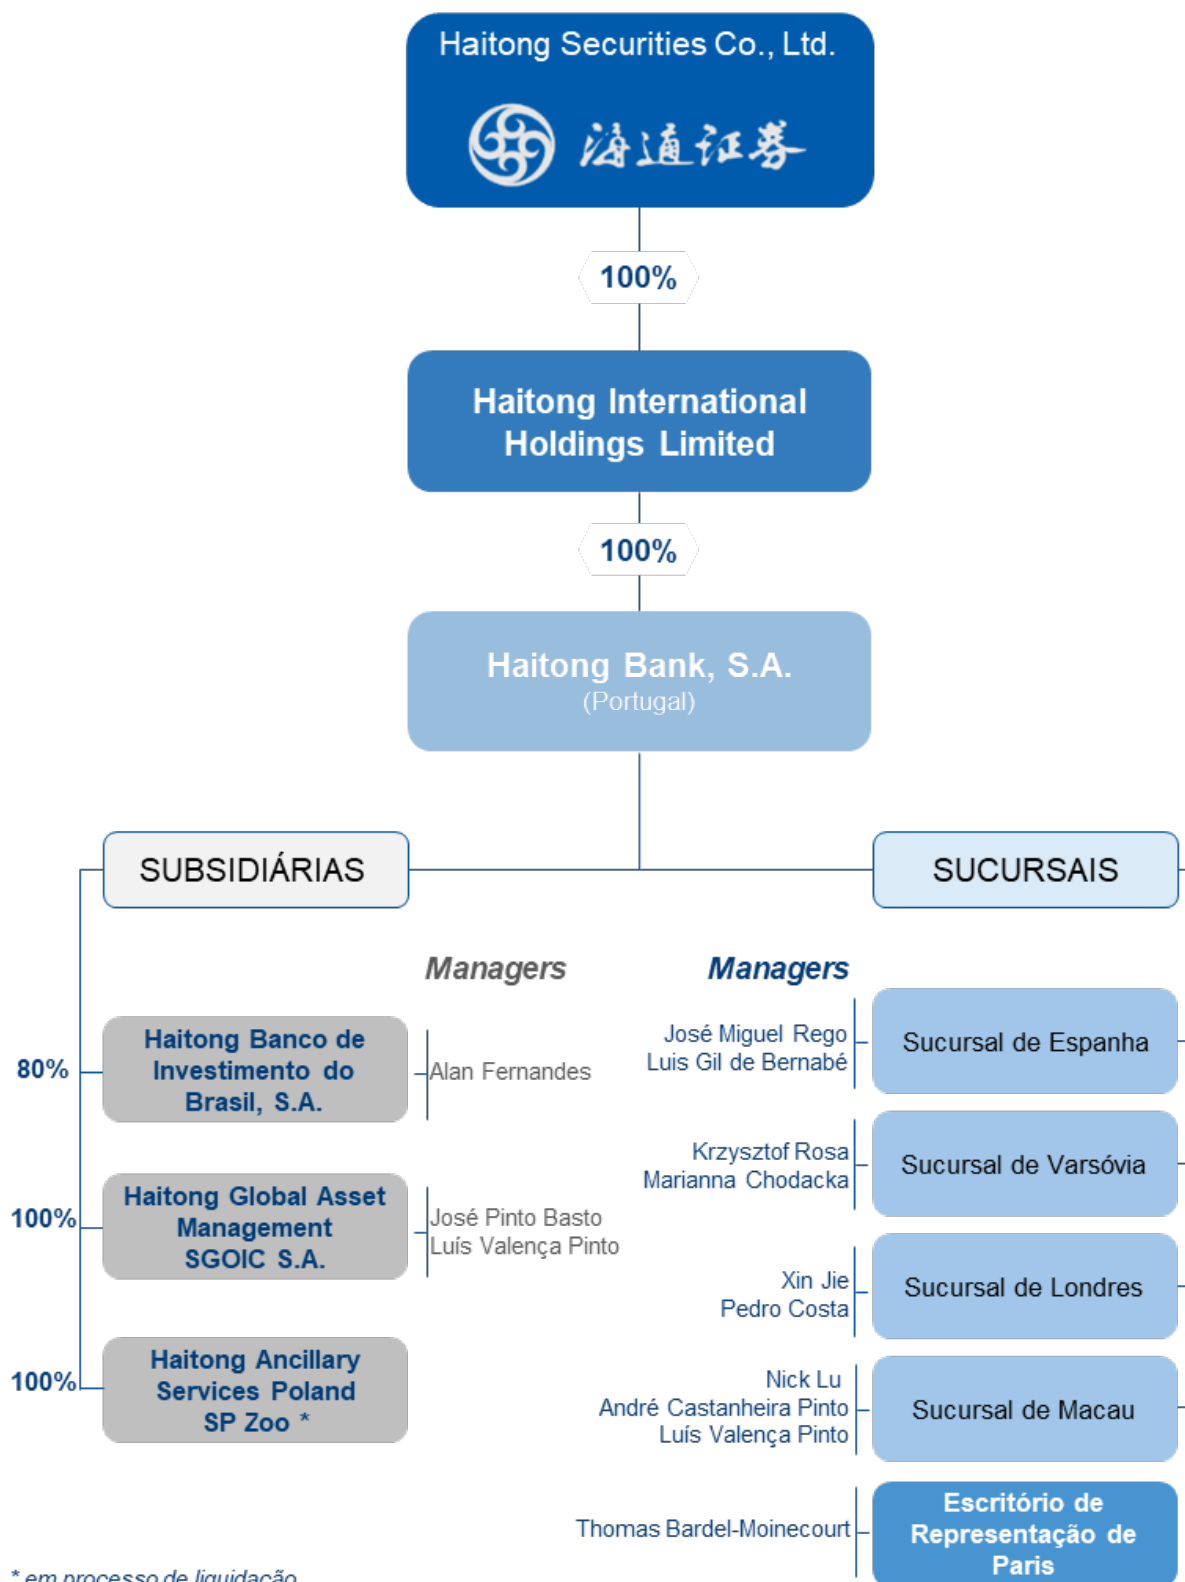 Haitong Securities Co., Ltd.
海通证券
100%
Haitong International
Holdings Limited
100%
Haitong Bank, S.A.
(Portugal)
SUBSIDIÁRIAS
SUCURSAIS
Managers
Managers
80%
Haitong Banco de
Investimento do
Brasil, S.A.
Alan Fernandes
100%
Haitong Global Asset
Management
SGOIC S.A.
José Pinto Basto
Luís Valença Pinto
100%
Haitong Ancillary
Services Poland
SP Zoo *
José Miguel Rego
Luis Gil de Bernabé
Sucursal de Espanha
Krzysztof Rosa
Marianna Chodacka
Sucursal de Varsóvia
Xin Jie
Pedro Costa
Sucursal de Londres
Nick Lu
André Castanheira Pinto
Luís Valença Pinto
Sucursal de Macau
Thomas Bardel-Moinecourt
Escritório de
Representação de
Paris
* em processo de liquidação